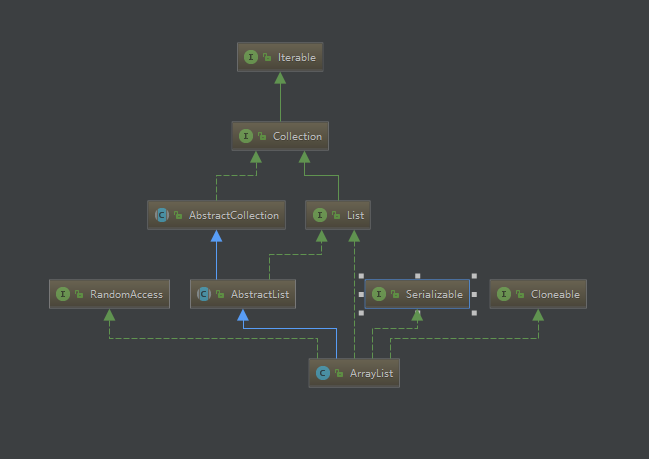 I Iterable
I Collection
C AbstractCollection
I List
I RandomAccess
C AbstractList
I Serializable
I Cloneable
C ArrayList